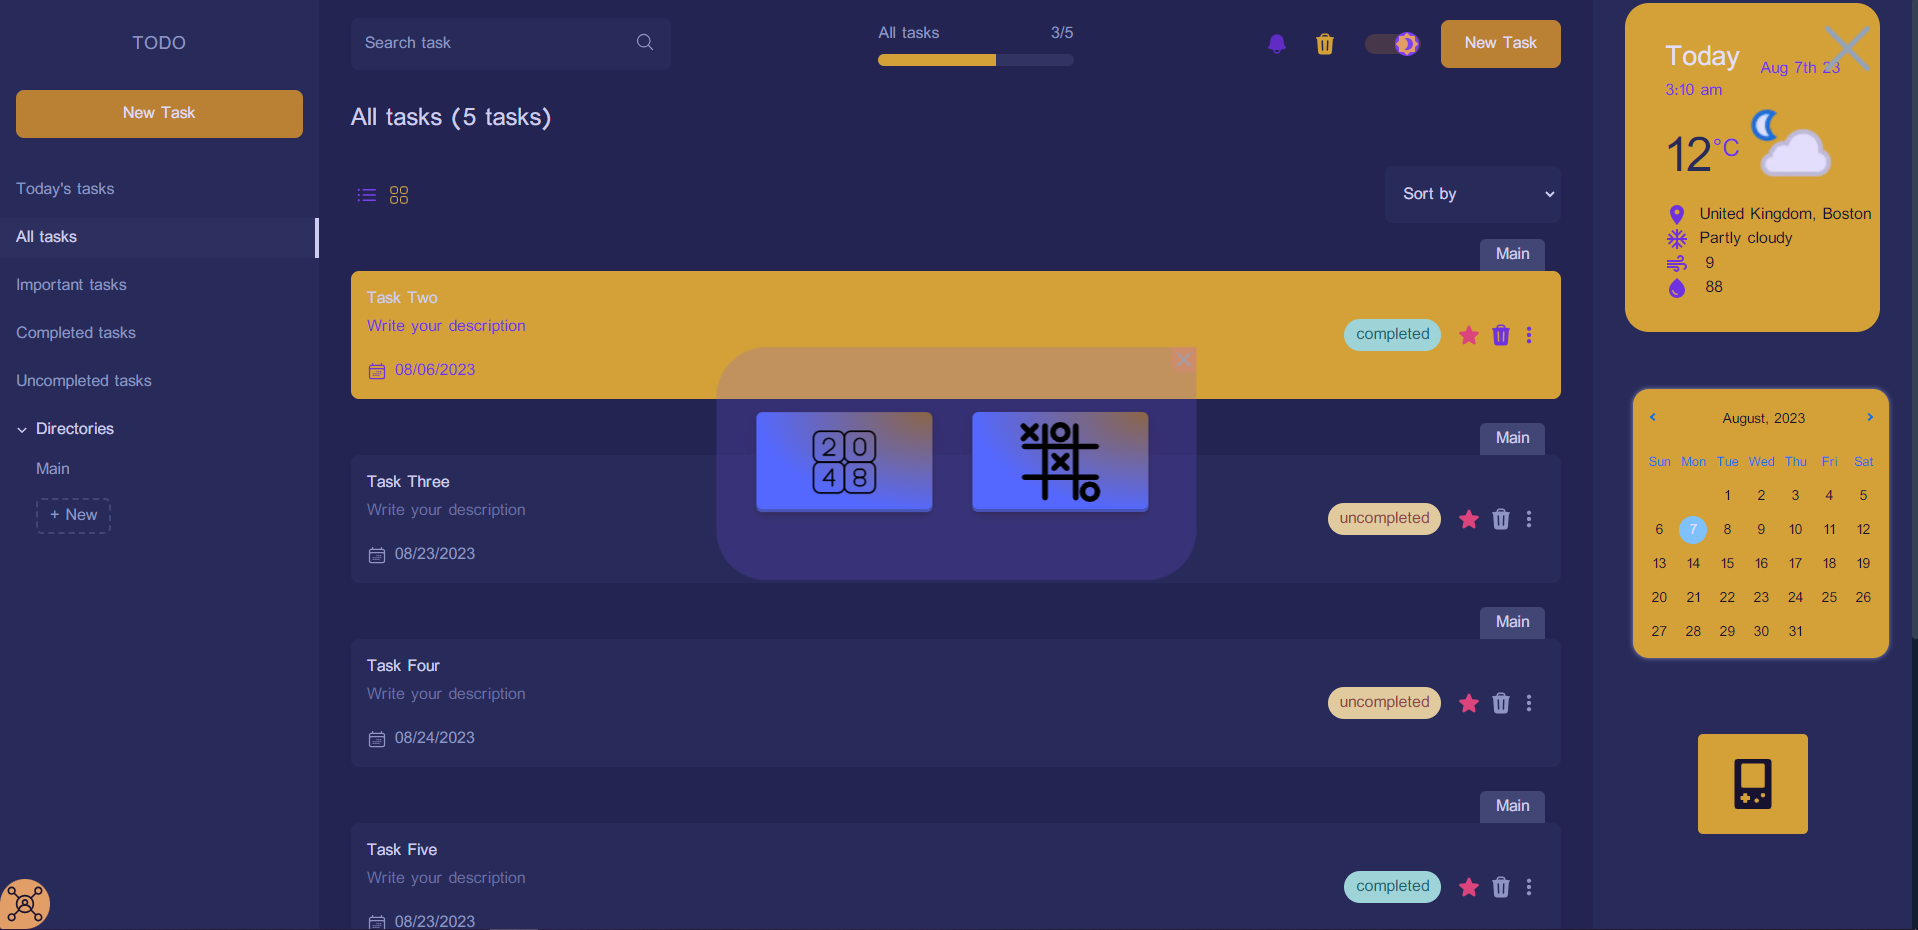 TODO
New Task
Today's tasks
All tasks
Important tasks
Completed tasks
Uncompleted tasks
Directories
Main
+ New
Search task
All tasks 3/5
New Task
All tasks (5 tasks)
Sort by
Main
Task Two
Write your description
08/06/2023
completed
Main
Task Three
Write your description
08/23/2023
uncompleted
Main
Task Four
Write your description
08/24/2023
uncompleted
Main
Task Five
Write your description
08/23/2023
completed
2 0
4 8
Today
Aug 7th 23
3:10 am
12°C
United Kingdom, Boston
Partly cloudy
9
88
August, 2023
Sun Mon Tue Wed Thu Fri Sat
1 2 3 4 5
6 7 8 9 10 11 12
13 14 15 16 17 18 19
20 21 22 23 24 25 26
27 28 29 30 31